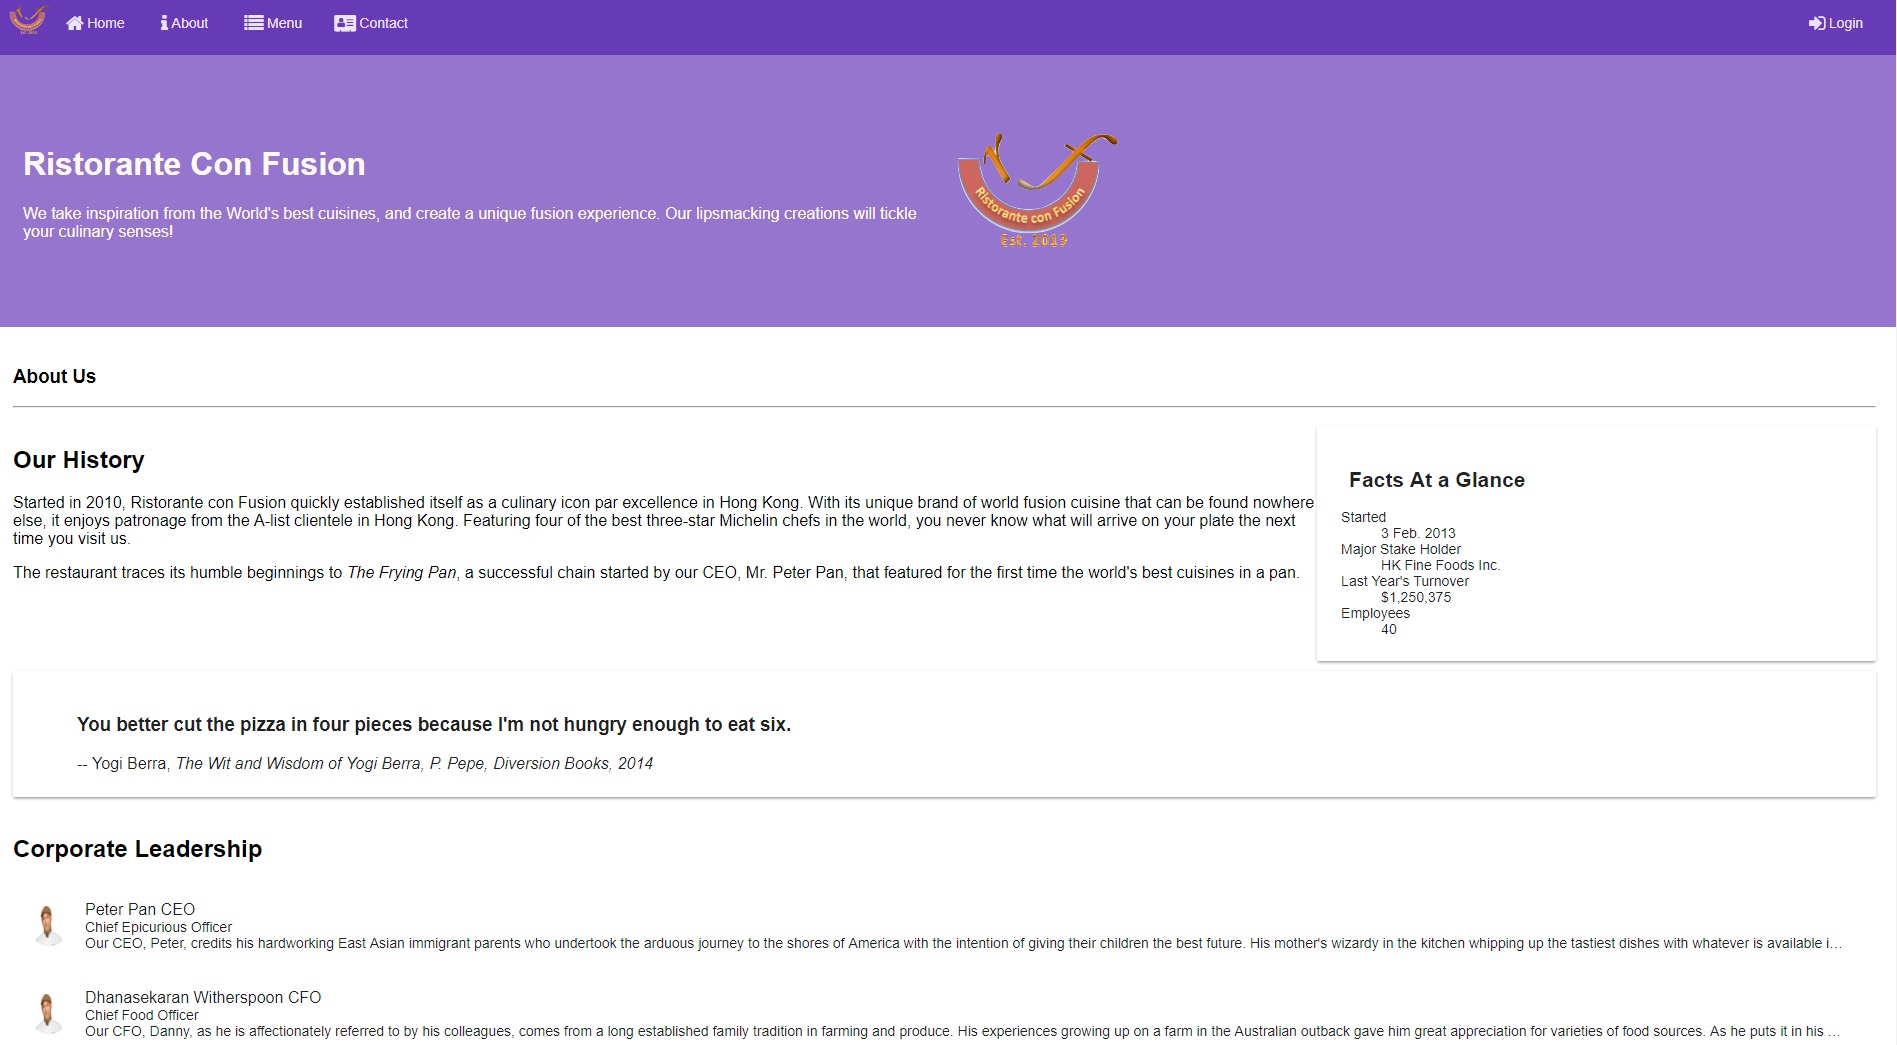 Home About Menu Contact Login
Ristorante Con Fusion
We take inspiration from the World's best cuisines, and create a unique fusion experience. Our lipsmacking creations will tickle
your culinary senses!
Ristorante con Fusion
Est. 2019
About Us
Our History
Started in 2010, Ristorante con Fusion quickly established itself as a culinary icon par excellence in Hong Kong. With its unique brand of world fusion cuisine that can be found nowhere
else, it enjoys patronage from the A-list clientele in Hong Kong. Featuring four of the best three-star Michelin chefs in the world, you never know what will arrive on your plate the next
time you visit us.
The restaurant traces its humble beginnings to The Frying Pan, a successful chain started by our CEO, Mr. Peter Pan, that featured for the first time the world's best cuisines in a pan.
Facts At a Glance
Started
3 Feb. 2013
Major Stake Holder
HK Fine Foods Inc.
Last Year's Turnover
$1,250,375
Employees
40
You better cut the pizza in four pieces because I'm not hungry enough to eat six.
-- Yogi Berra, The Wit and Wisdom of Yogi Berra, P. Pepe, Diversion Books, 2014
Corporate Leadership
Peter Pan CEO
Chief Epicurious Officer
Our CEO, Peter, credits his hardworking East Asian immigrant parents who undertook the arduous journey to the shores of America with the intention of giving their children the best future. His mother's wizardy in the kitchen whipping up the tastiest dishes with whatever is available i...
Dhanasekaran Witherspoon CFO
Chief Food Officer
Our CFO, Danny, as he is affectionately referred to by his colleagues, comes from a long established family tradition in farming and produce. His experiences growing up on a farm in the Australian outback gave him great appreciation for varieties of food sources. As he puts it in his ...